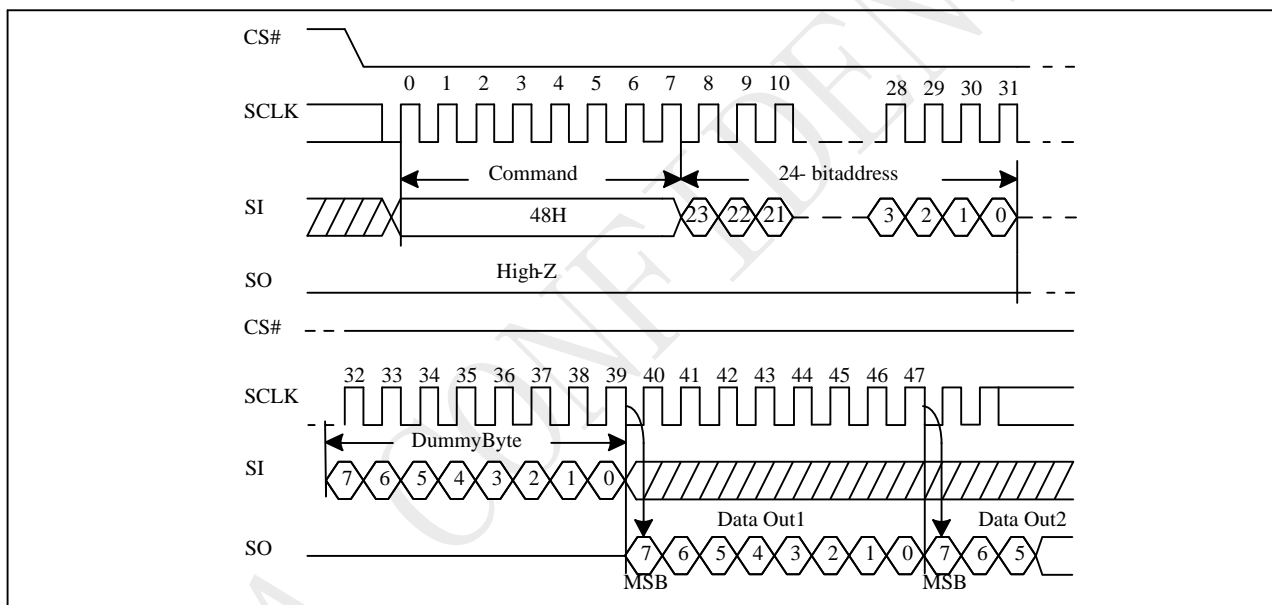 CS#
0 1 2 3 4 5 6 7 8 9 10 28 29 30 31
SCLK
Command 24- bitaddress
SI 48H 23 22 21 3 2 1 0
High-Z
SO
CS#
32 33 34 35 36 37 38 39 40 41 42 43 44 45 46 47
SCLK
DummyByte
SI 7 6 5 4 3 2 1 0
Data Out1 Data Out2
SO 7 6 5 4 3 2 1 0 7 6 5
MSB MSB